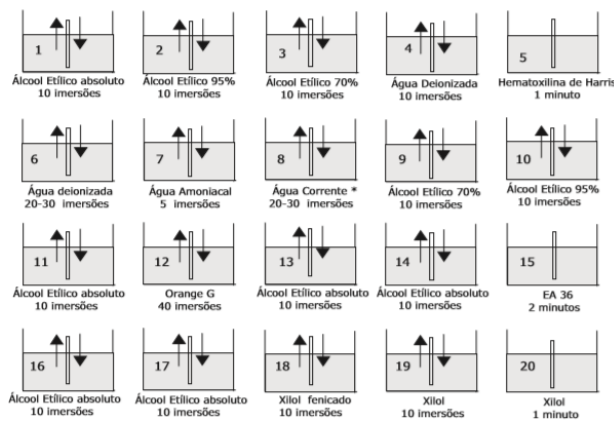 1
2
3
4
5
Álcool Etílico absoluto
10 imersões
Álcool Etílico 95%
10 imersões
Álcool Etílico 70%
10 imersões
Água Deionizada
10 imersões
Hematoxilina de Harris
1 minuto
6
7
8
9
10
Água deionizada
20-30 imersões
Água Amoniacal
5 imersões
Água Corrente *
20-30 imersões
Álcool Etílico 70%
10 imersões
Álcool Etílico 95%
10 imersões
11
12
13
14
15
Álcool Etílico absoluto
10 imersões
Orange G
40 imersões
Álcool Etílico absoluto
10 imersões
Álcool Etílico absoluto
10 imersões
EA 36
2 minutos
16
17
18
19
20
Álcool Etílico absoluto
10 imersões
Álcool Etílico absoluto
10 imersões
Xilol fenicado
10 imersões
Xilol
10 imersões
Xilol
1 minuto